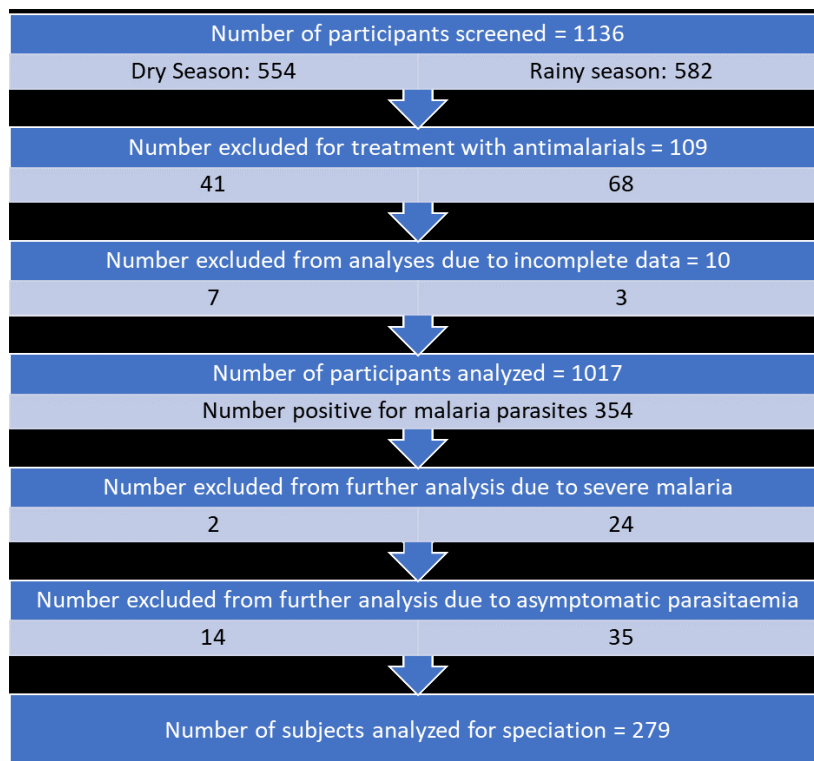 Number of participants screened = 1136
Dry Season: 554 Rainy season: 582
Number excluded for treatment with antimalarials = 109
41 68
Number excluded from analyses due to incomplete data = 10
7 3
Number of participants analyzed = 1017
Number positive for malaria parasites 354
Number excluded from further analysis due to severe malaria
2 24
Number excluded from further analysis due to asymptomatic parasitaemia
14 35
Number of subjects analyzed for speciation = 279